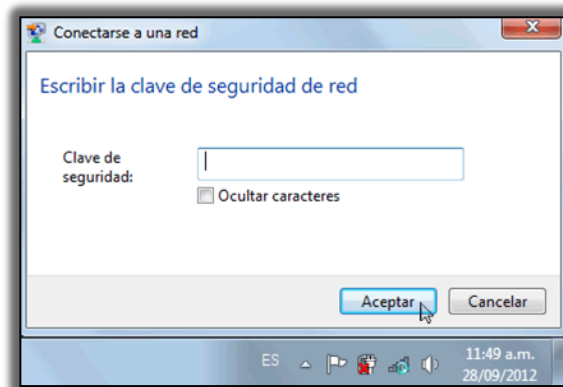 Conectarse a una red
Escribir la clave de seguridad de red
Clave de
seguridad:
Ocultar caracteres
Aceptar
Cancelar
ES
11:49 a.m.
28/09/2012